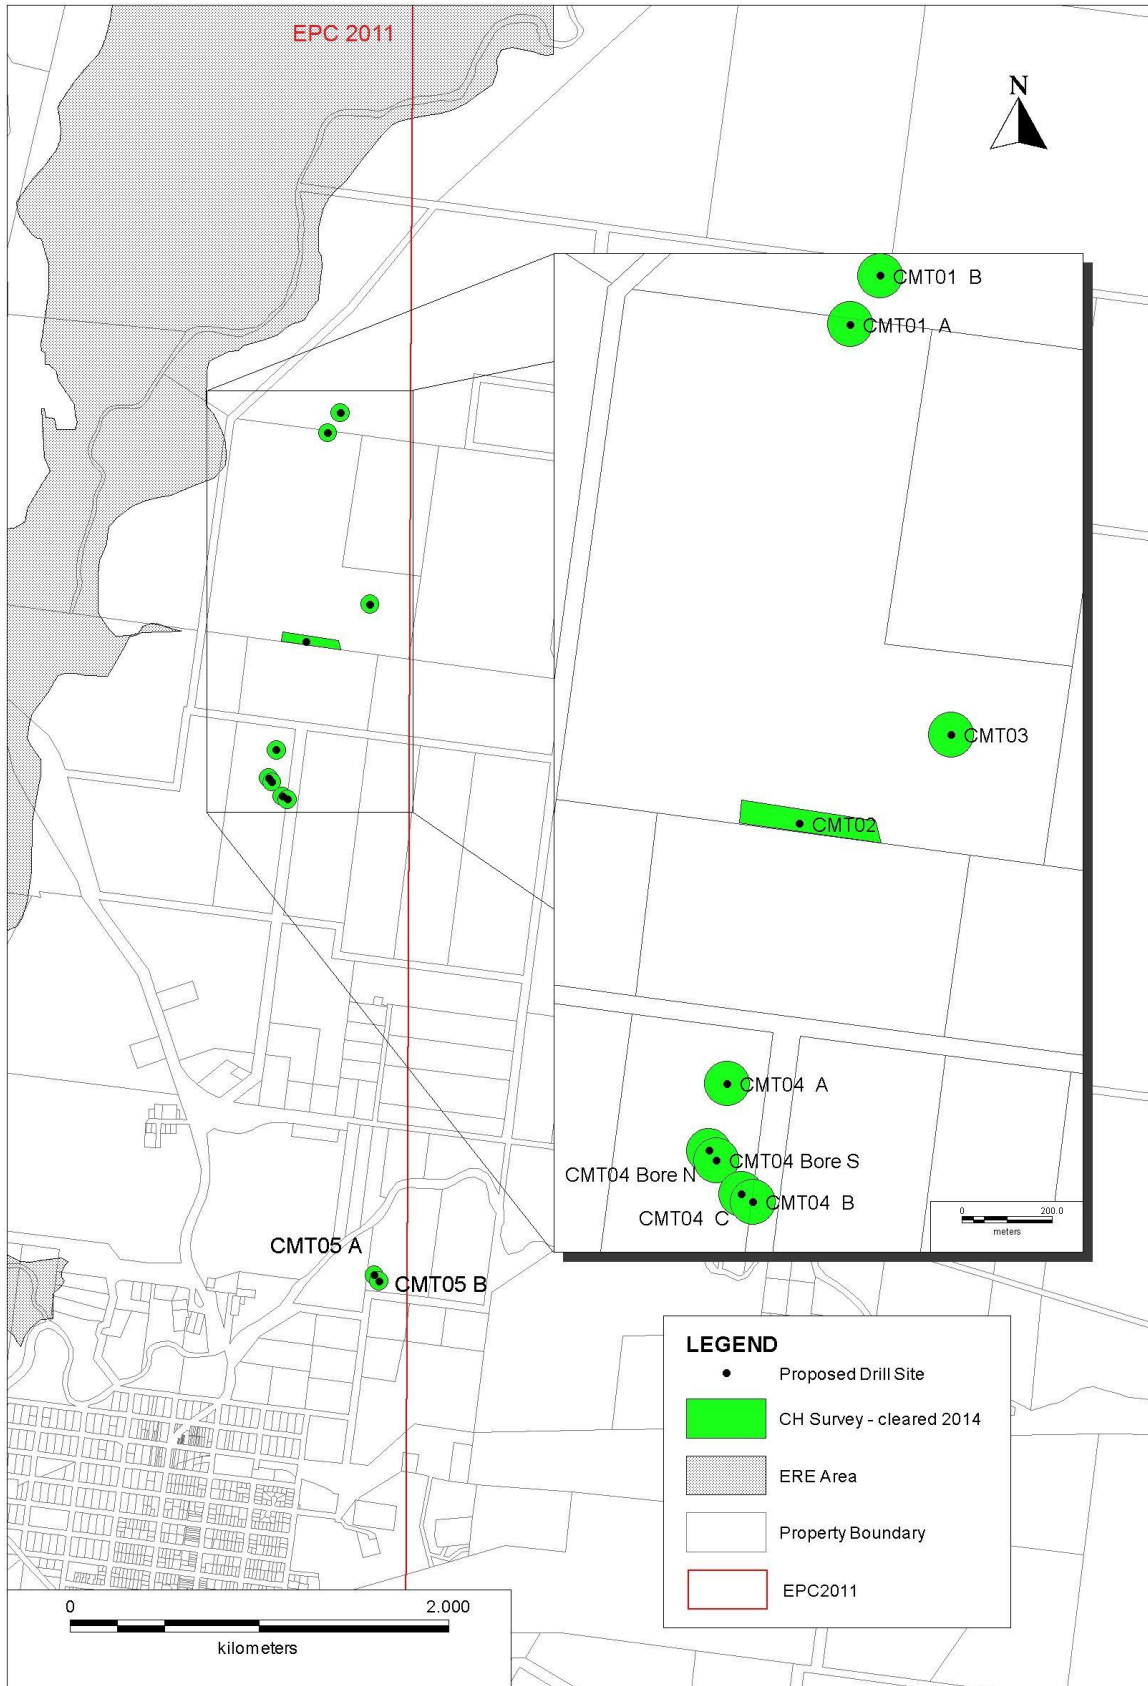 EPC 2011
N
CMT01 B
CMT01 A
CMT03
CMT02
CMT04 A
CMT04 Bore S
CMT04 Bore N
CMT04 B
CMT04 C
0 200.0
meters
CMT05 A
CMT05 B
LEGEND
Proposed Drill Site
CH Survey - cleared 2014
ERE Area
Property Boundary
EPC2011
0 2.000
kilometers